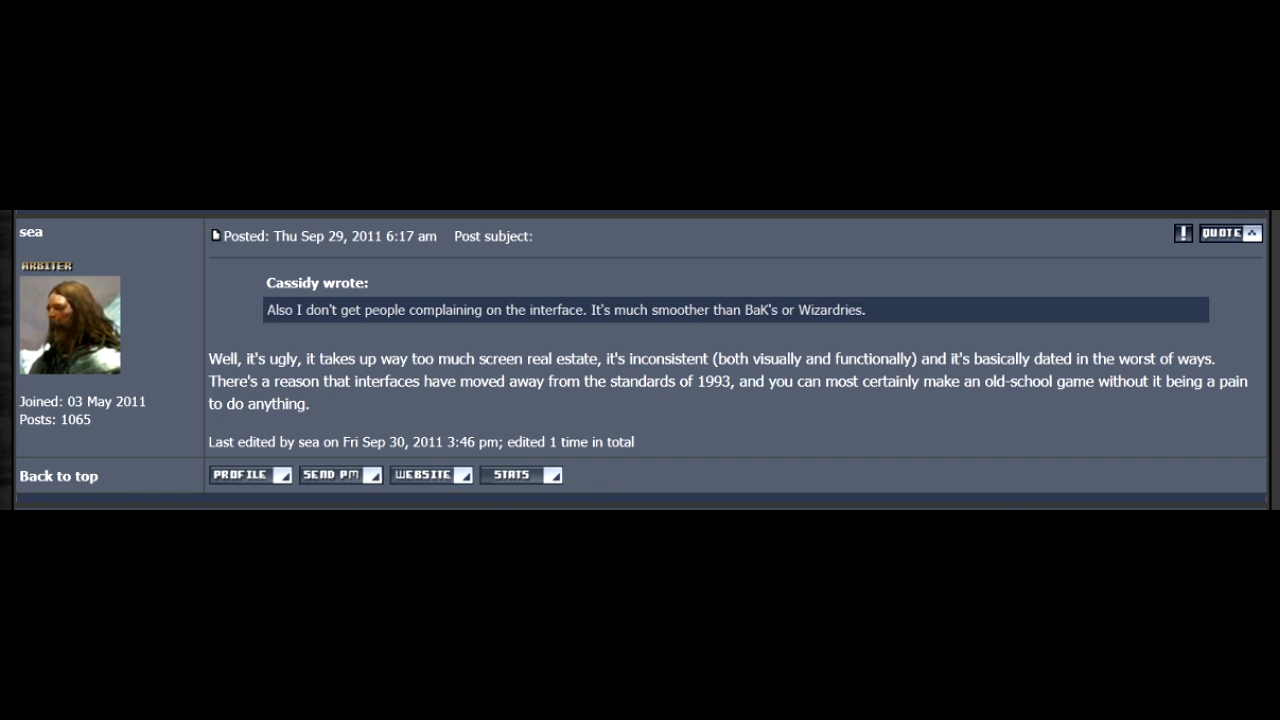 sea
ARBITER
Joined: 03 May 2011
Posts: 1065
Posted: Thu Sep 29, 2011 6:17 am Post subject:
! QUOTE
Cassidy wrote:
Also I don't get people complaining on the interface. It's much smoother than BaK's or Wizardries.
Well, it's ugly, it takes up way too much screen real estate, it's inconsistent (both visually and functionally) and it's basically dated in the worst of ways.
There's a reason that interfaces have moved away from the standards of 1993, and you can most certainly make an old-school game without it being a pain
to do anything.
Last edited by sea on Fri Sep 30, 2011 3:46 pm; edited 1 time in total
Back to top
PROFILE SEND PM WEBSITE STATS